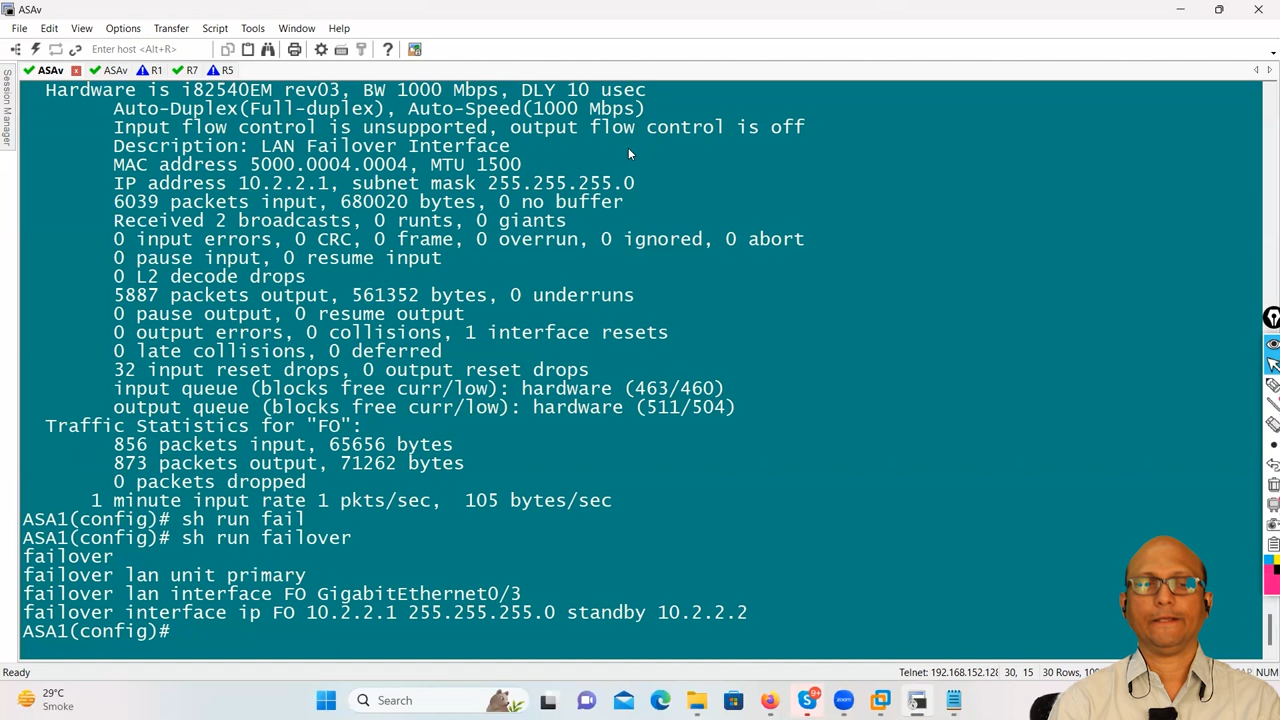 ASAv
File Edit View Options Transfer Script Tools Window Help
Enter host <Alt+R>
ASAv ASAv R1 R7 R5
Session Manager
Hardware is i82540EM rev03, BW 1000 Mbps, DLY 10 usec
Auto-Duplex(Full-duplex), Auto-Speed(1000 Mbps)
Input flow control is unsupported, output flow control is off
Description: LAN Failover Interface
MAC address 5000.0004.0004, MTU 1500
IP address 10.2.2.1, subnet mask 255.255.255.0
6039 packets input, 680020 bytes, 0 no buffer
Received 2 broadcasts, 0 runts, 0 giants
0 input errors, 0 CRC, 0 frame, 0 overrun, 0 ignored, 0 abort
0 pause input, 0 resume input
0 L2 decode drops
5887 packets output, 561352 bytes, 0 underruns
0 pause output, 0 resume output
0 output errors, 0 collisions, 1 interface resets
0 late collisions, 0 deferred
32 input reset drops, 0 output reset drops
input queue (blocks free curr/low): hardware (463/460)
output queue (blocks free curr/low): hardware (511/504)
Traffic Statistics for "FO":
856 packets input, 65656 bytes
873 packets output, 71262 bytes
0 packets dropped
1 minute input rate 1 pkts/sec, 105 bytes/sec
ASA1(config)# sh run fail
ASA1(config)# sh run failover
failover
failover lan unit primary
failover lan interface FO GigabitEthernet0/3
failover interface ip FO 10.2.2.1 255.255.255.0 standby 10.2.2.2
ASA1(config)#
Ready Telnet: 192.168.152.128 30, 15 30 Rows, NUM
29°C
Smoke
Search
9+
zoom